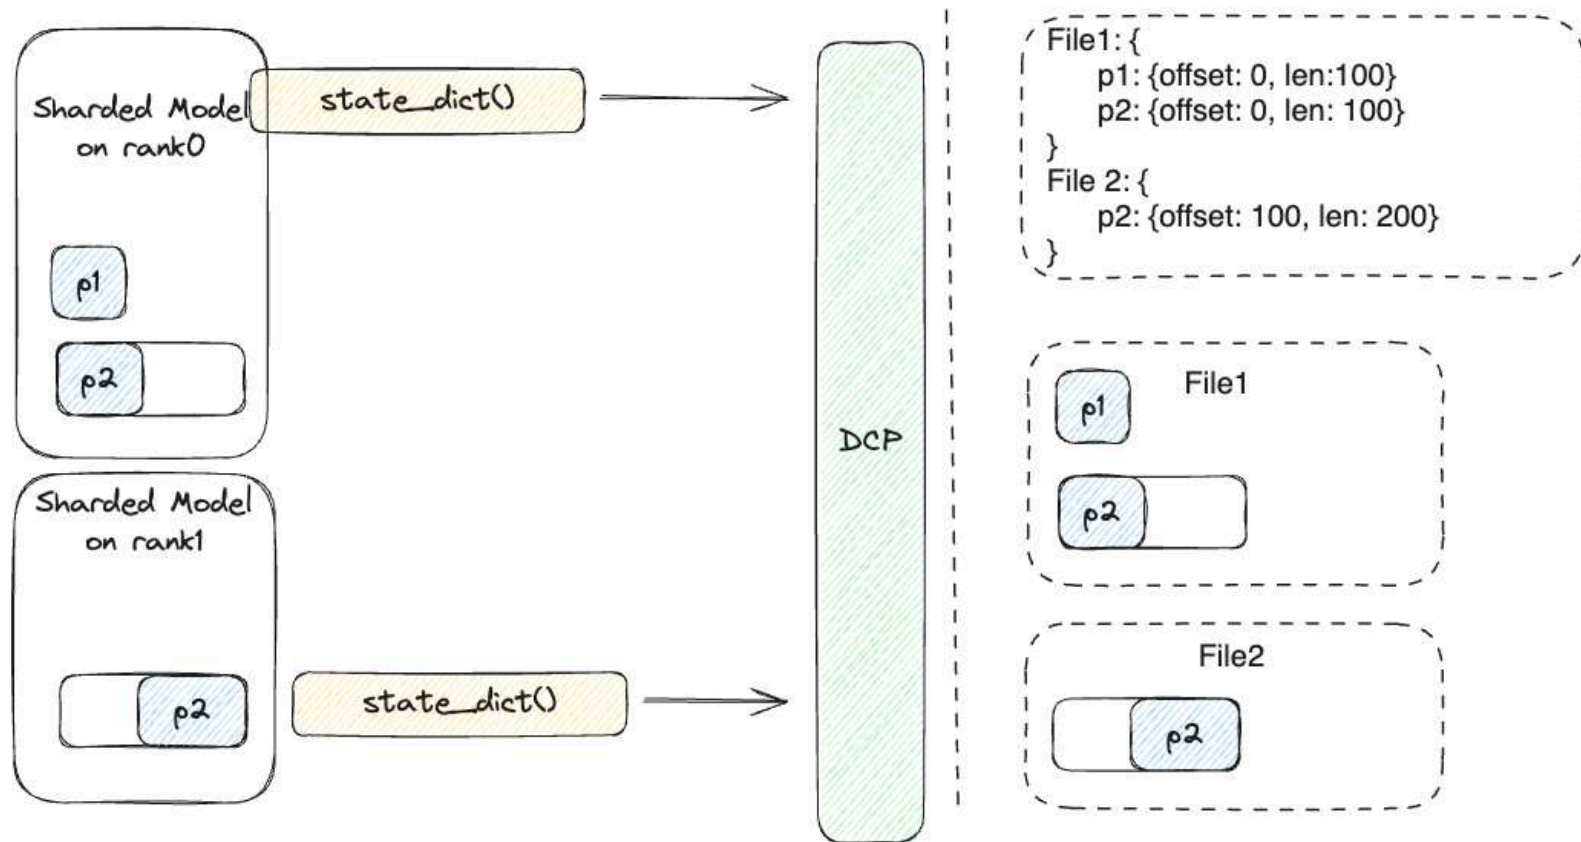 Sharded Model
on rank0
state_dict()
p1
p2
Sharded Model
on rank1
p2
state_dict()
DCP
File1: {
p1: {offset: 0, len:100}
p2: {offset: 0, len: 100}
}
File 2: {
p2: {offset: 100, len: 200}
}
File1
p1
p2
File2
p2